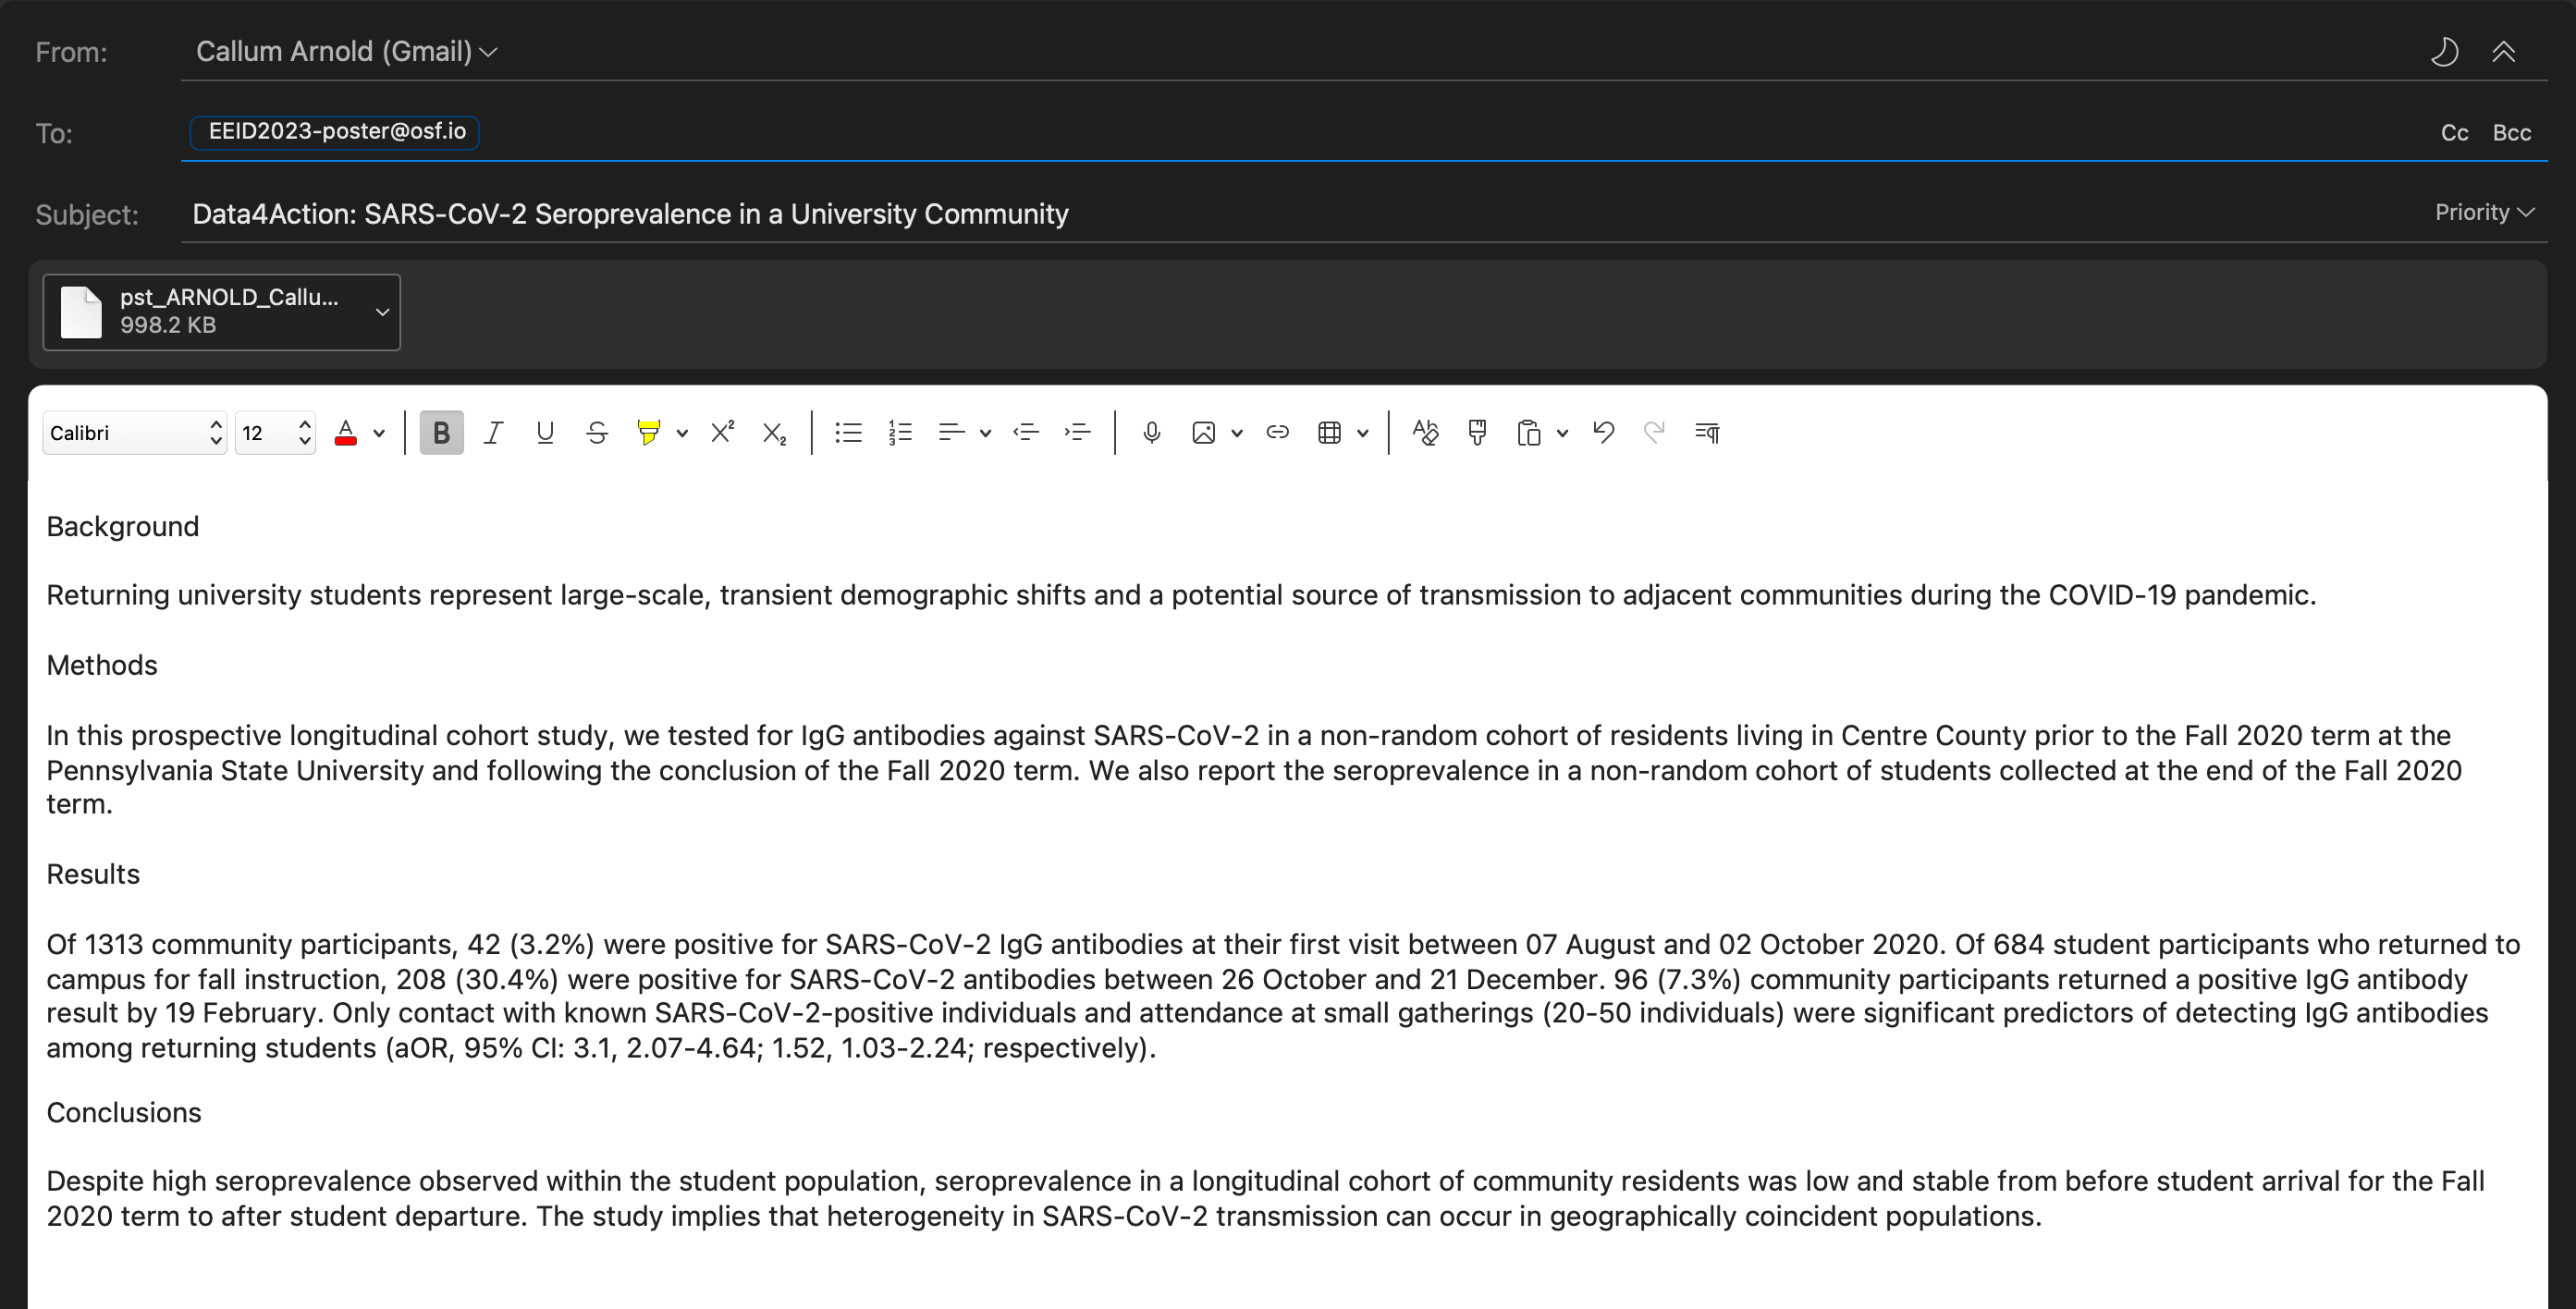 From: Callum Arnold (Gmail)
To: EEID2023-poster@osf.io Cc Bcc
Subject: Data4Action: SARS-CoV-2 Seroprevalence in a University Community Priority
pst_ARNOLD_Callu...
998.2 KB
Calibri 12
Background
Returning university students represent large-scale, transient demographic shifts and a potential source of transmission to adjacent communities during the COVID-19 pandemic.
Methods
In this prospective longitudinal cohort study, we tested for IgG antibodies against SARS-CoV-2 in a non-random cohort of residents living in Centre County prior to the Fall 2020 term at the
Pennsylvania State University and following the conclusion of the Fall 2020 term. We also report the seroprevalence in a non-random cohort of students collected at the end of the Fall 2020
term.
Results
Of 1313 community participants, 42 (3.2%) were positive for SARS-CoV-2 IgG antibodies at their first visit between 07 August and 02 October 2020. Of 684 student participants who returned to
campus for fall instruction, 208 (30.4%) were positive for SARS-CoV-2 antibodies between 26 October and 21 December. 96 (7.3%) community participants returned a positive IgG antibody
result by 19 February. Only contact with known SARS-CoV-2-positive individuals and attendance at small gatherings (20-50 individuals) were significant predictors of detecting IgG antibodies
among returning students (aOR, 95% CI: 3.1, 2.07-4.64; 1.52, 1.03-2.24; respectively).
Conclusions
Despite high seroprevalence observed within the student population, seroprevalence in a longitudinal cohort of community residents was low and stable from before student arrival for the Fall
2020 term to after student departure. The study implies that heterogeneity in SARS-CoV-2 transmission can occur in geographically coincident populations.